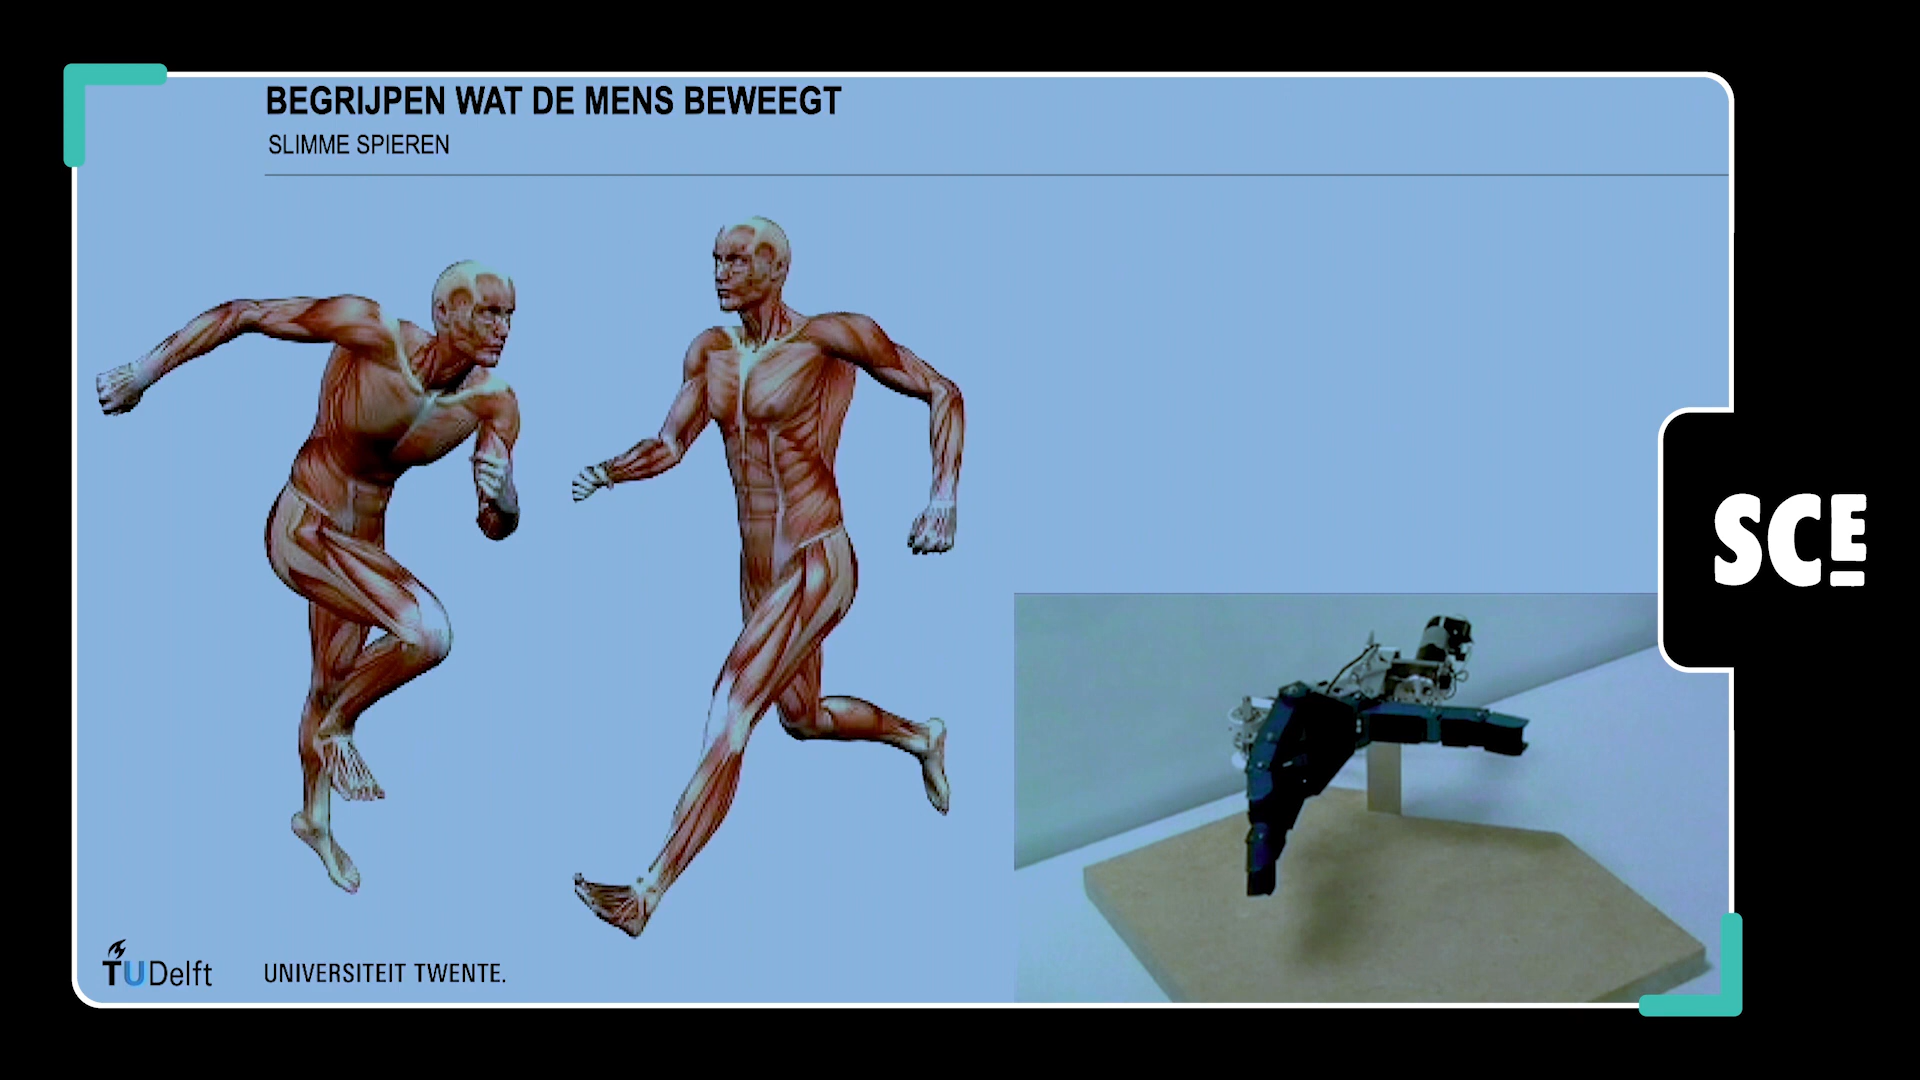 BEGRIJPEN WAT DE MENS BEWEEGT
SLIMME SPIEREN
SCE
TUDelft
UNIVERSITEIT TWENTE.